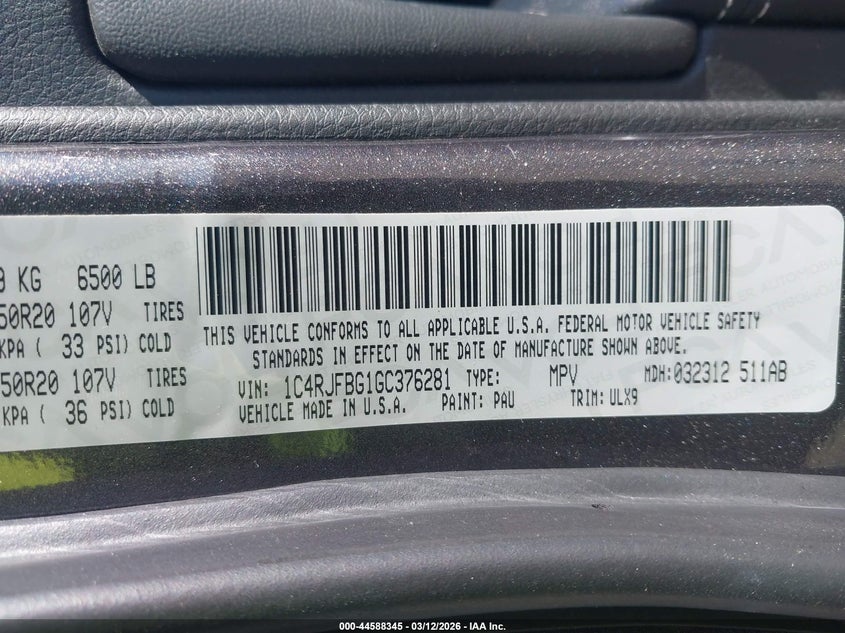 9 KG 6500 LB
50R20 107V TIRES
KPA ( 33 PSI) COLD
50R20 107V TIRES
KPA ( 36 PSI) COLD
THIS VEHICLE CONFORMS TO ALL APPLICABLE U.S.A. FEDERAL MOTOR VEHICLE SAFETY
STANDARDS IN EFFECT ON THE DATE OF MANUFACTURE SHOWN ABOVE.
VIN: 1C4RJFBG1GC376281 TYPE: MPV MDH:032312 511AB
VEHICLE MADE IN U.S.A. PAINT: PAU TRIM: ULX9
000-44588345 - 03/12/2026 - IAA Inc.